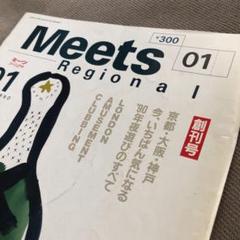 Meets
Regional
¥300
01
創刊号
京都・大阪・神戸
今、いちばん気になる
'90年夜遊びのすべて
LONDON
AMUSEMENT
CLUBBING
01